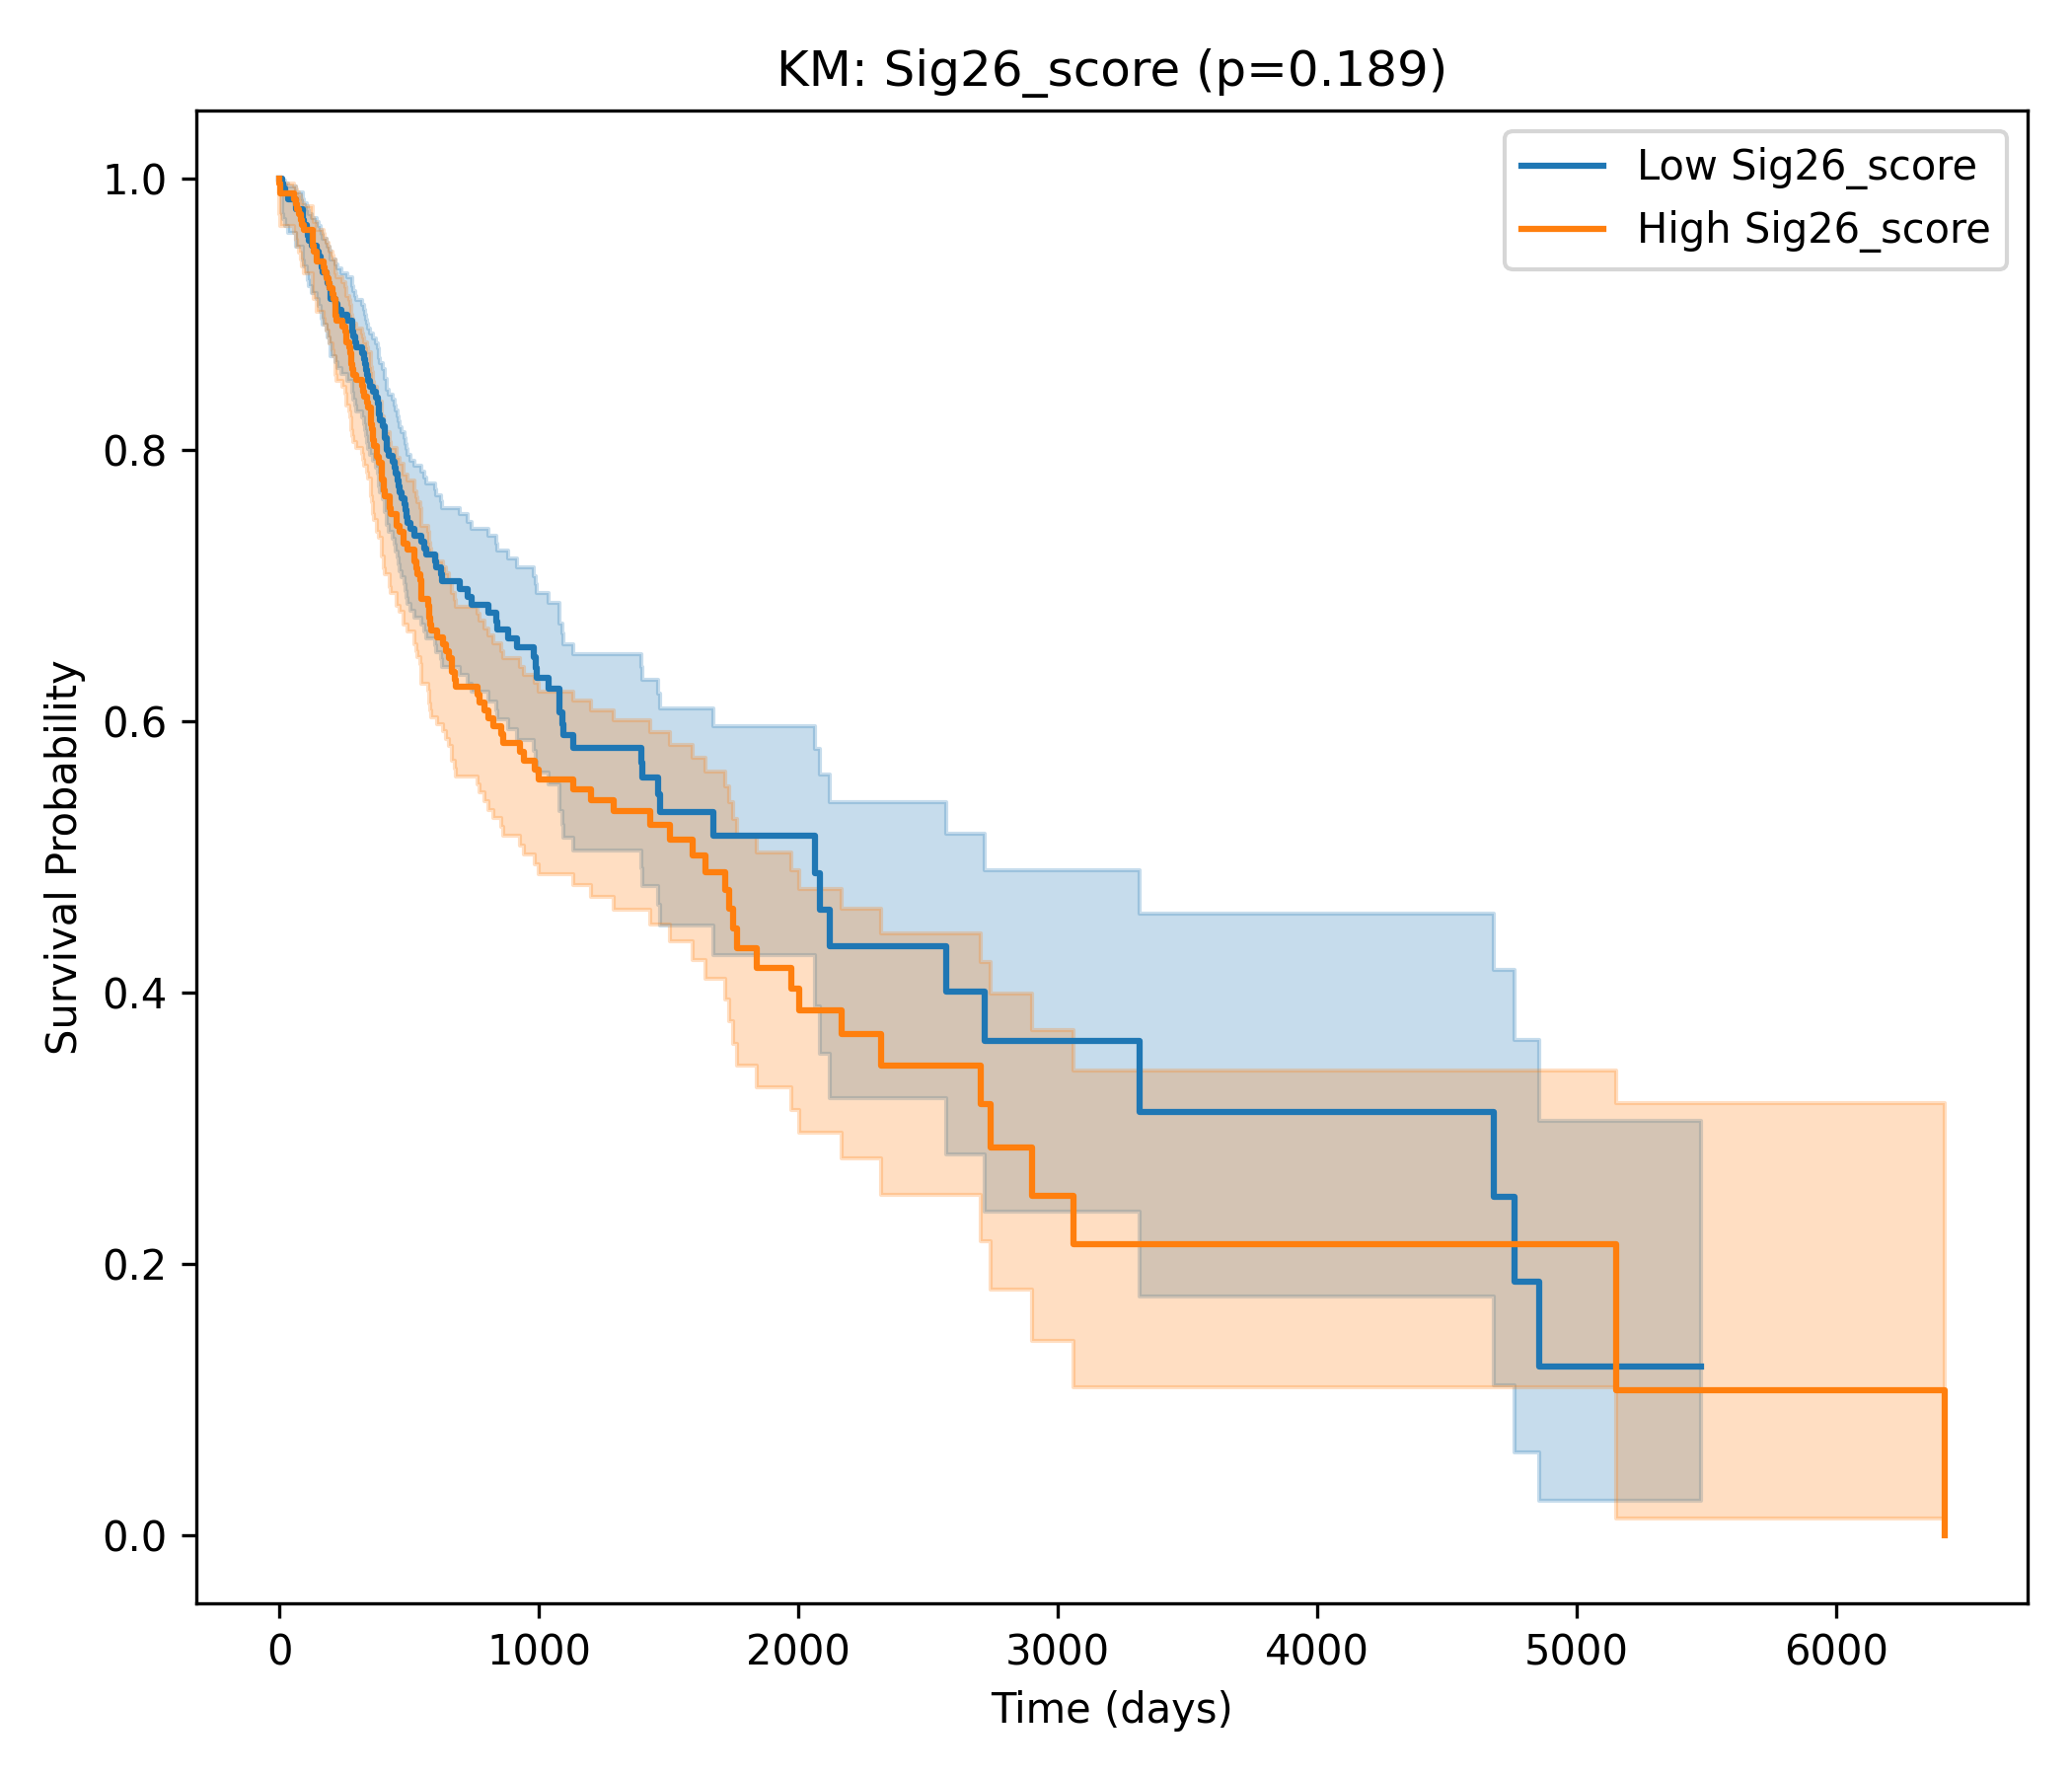 KM: Sig26_score (p=0.189)
Low Sig26_score
High Sig26_score
Survival Probability
1.0
0.8
0.6
0.4
0.2
0.0
0 1000 2000 3000 4000 5000 6000
Time (days)